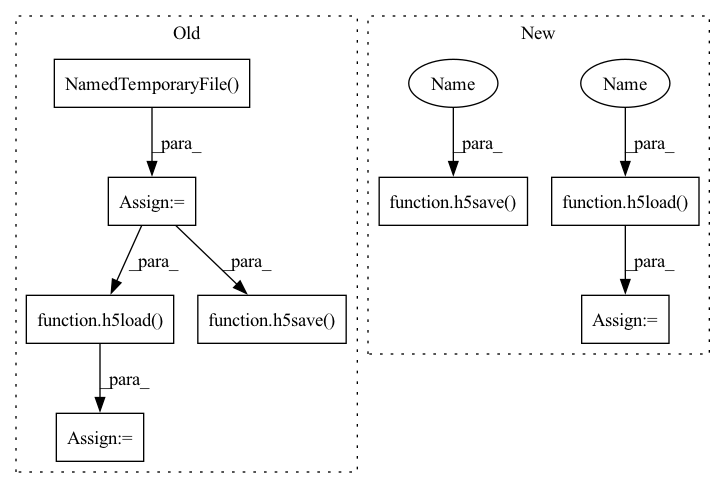 Old
New
NamedTemporaryFile()
Name
Name
_para_
_para_
_para_
Assign:=
function.h5save()
function.h5load()
_para_
_para_
_para_
function.h5load()
function.h5save()
Assign:=
_para_
Assign:=